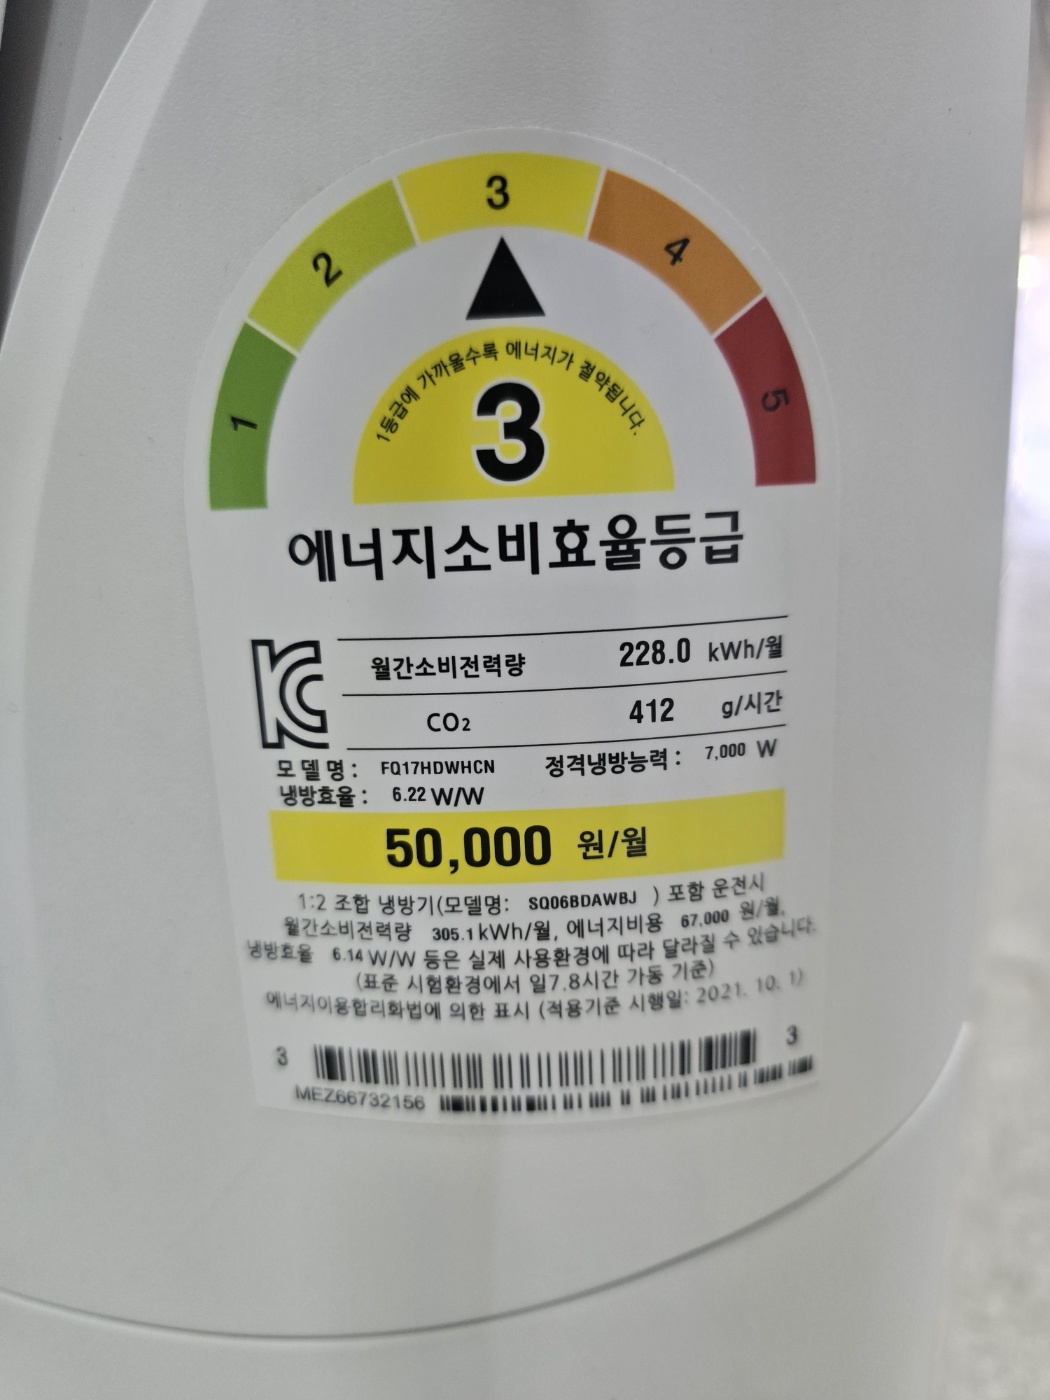 1
2
3
4
5
1등급에 가까울수록 에너지가 절약됩니다.
3
에너지소비효율등급
월간소비전력량 228.0 kWh/월
CO₂ 412 g/시간
모델명 : FQ17HDWHCN 정격냉방능력 : 7,000 W
냉방효율 : 6.22 W/W
50,000 원/월
1:2 조합 냉방기(모델명: SQ06BDAWBJ ) 포함 운전시
월간소비전력량 305.1 kWh/월, 에너지비용 67,000 원/월,
냉방효율 6.14 W/W 등은 실제 사용환경에 따라 달라질 수 있습니다.
(표준 시험환경에서 일7.8시간 가동 기준)
에너지이용합리화법에 의한 표시 (적용기준 시행일: 2021. 10. 1)
3 3
MEZ66732156